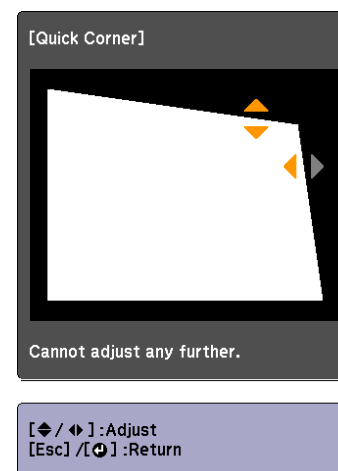 [Quick Corner]
Cannot adjust any further.
[◆/◆] :Adjust
[Esc] /[⏎] :Return